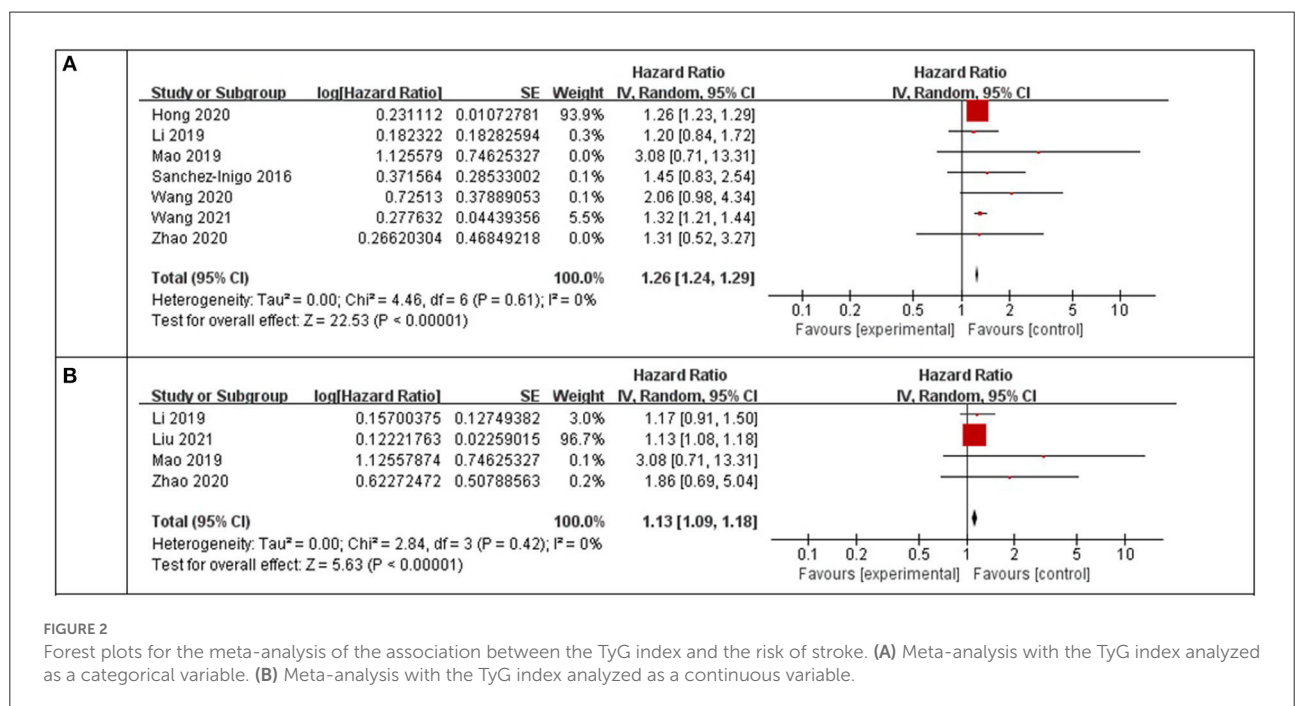 A
Hazard Ratio Hazard Ratio
Study or Subgroup log[Hazard Ratio] SE Weight IV, Random, 95% CI IV, Random, 95% CI
Hong 2020 0.231112 0.01072781 93.9% 1.26 [1.23, 1.29]
Li 2019 0.182322 0.18282594 0.3% 1.20 [0.84, 1.72]
Mao 2019 1.125579 0.74625327 0.0% 3.08 [0.71, 13.31]
Sanchez-Inigo 2016 0.371564 0.28533002 0.1% 1.45 [0.83, 2.54]
Wang 2020 0.72513 0.37889053 0.1% 2.06 [0.98, 4.34]
Wang 2021 0.277632 0.04439356 5.5% 1.32 [1.21, 1.44]
Zhao 2020 0.26620304 0.46849218 0.0% 1.31 [0.52, 3.27]
Total (95% CI) 100.0% 1.26 [1.24, 1.29]
Heterogeneity: Tau² = 0.00; Chi² = 4.46, df = 6 (P = 0.61); I² = 0%
Test for overall effect: Z = 22.53 (P < 0.00001)
0.1 0.2 0.5 1 2 5 10
Favours [experimental] Favours [control]
B
Hazard Ratio Hazard Ratio
Study or Subgroup log[Hazard Ratio] SE Weight IV, Random, 95% CI IV, Random, 95% CI
Li 2019 0.15700375 0.12749382 3.0% 1.17 [0.91, 1.50]
Liu 2021 0.12221763 0.02259015 96.7% 1.13 [1.08, 1.18]
Mao 2019 1.12557874 0.74625327 0.1% 3.08 [0.71, 13.31]
Zhao 2020 0.62272472 0.50788563 0.2% 1.86 [0.69, 5.04]
Total (95% CI) 100.0% 1.13 [1.09, 1.18]
Heterogeneity: Tau² = 0.00; Chi² = 2.84, df = 3 (P = 0.42); I² = 0%
Test for overall effect: Z = 5.63 (P < 0.00001)
0.1 0.2 0.5 1 2 5 10
Favours [experimental] Favours [control]
FIGURE 2
Forest plots for the meta-analysis of the association between the TyG index and the risk of stroke. (A) Meta-analysis with the TyG index analyzed
as a categorical variable. (B) Meta-analysis with the TyG index analyzed as a continuous variable.